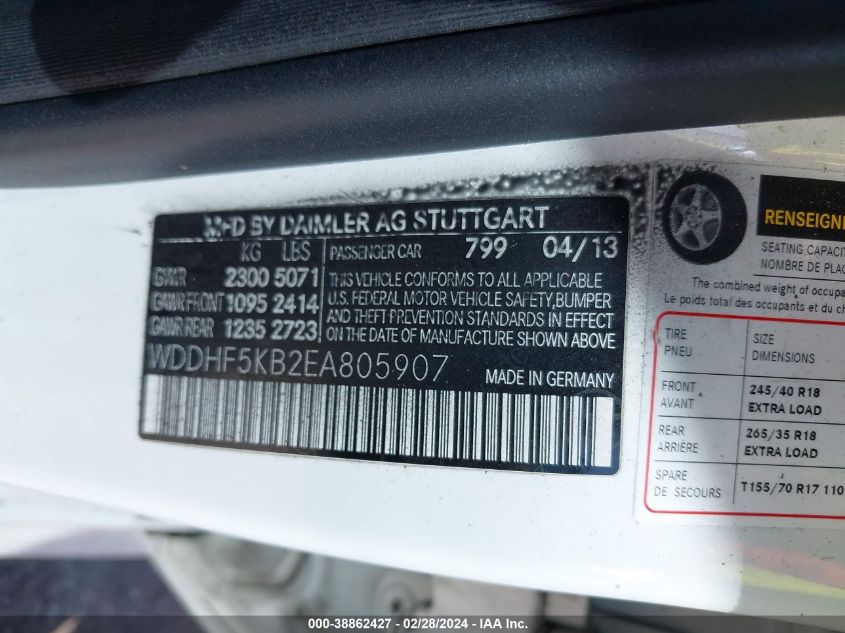 MFD BY DAIMLER AG STUTTGART
KG LBS
GVWR 2300 5071
GAWR FRONT 1095 2414
GAWR REAR 1235 2723
PASSENGER CAR 799 04/13
THIS VEHICLE CONFORMS TO ALL APPLICABLE
U.S. FEDERAL MOTOR VEHICLE SAFETY,BUMPER
AND THEFT PREVENTION STANDARDS IN EFFECT
ON THE DATE OF MANUFACTURE SHOWN ABOVE
WDDHF5KB2EA805907
MADE IN GERMANY
RENSEIGNE
SEATING CAPACIT
NOMBRE DE PLAC
The combined weight of occupa
Le poids total des occupants et du ch
TIRE SIZE
PNEU DIMENSIONS
FRONT 245/40 R18
AVANT EXTRA LOAD
REAR 265/35 R18
ARRIÈRE EXTRA LOAD
SPARE
DE SECOURS T155/70 R17 110
000-38862427 - 02/28/2024 - IAA Inc.